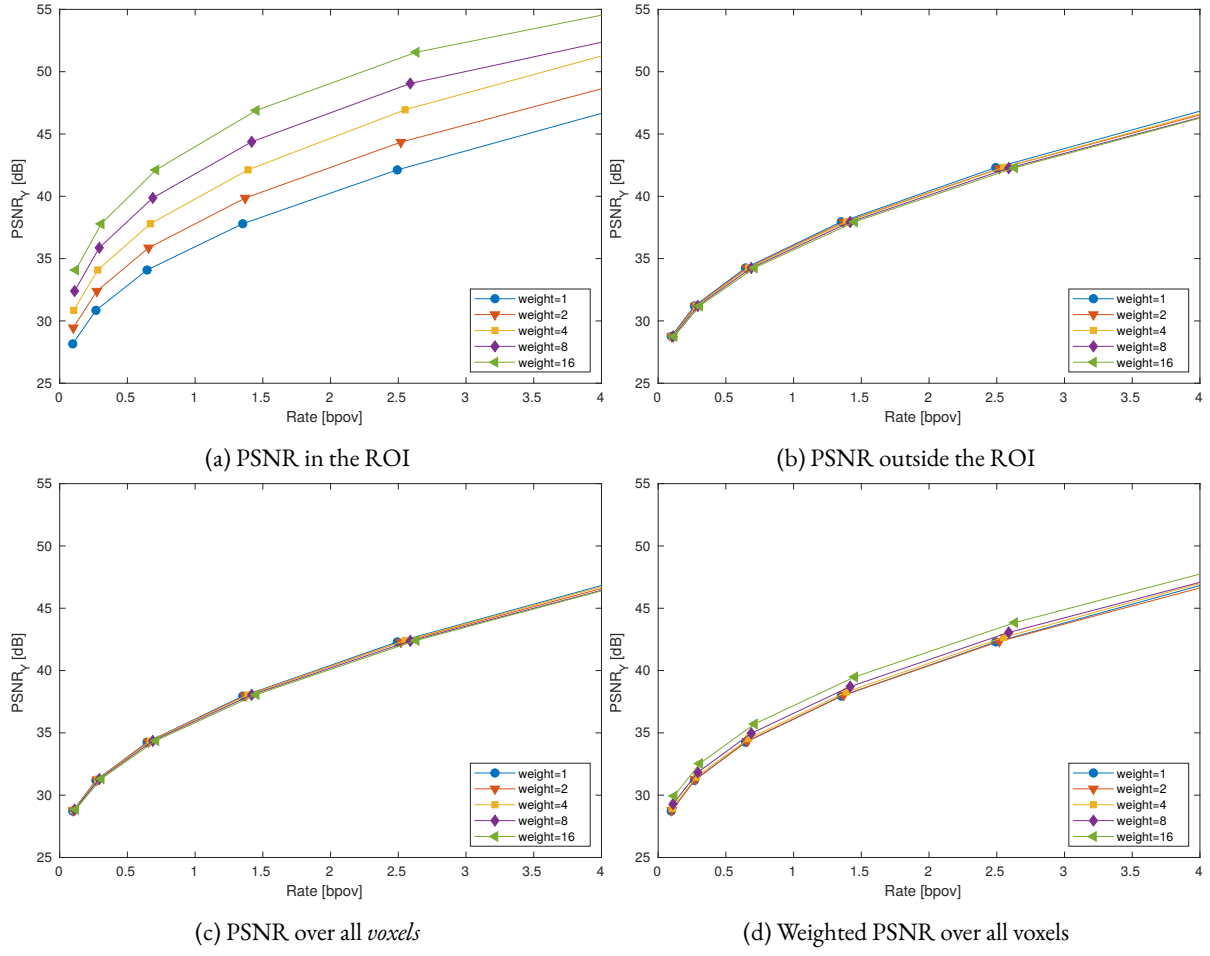 55
50
45
40
35
30
25
PSNR_Y [dB]
0 0.5 1 1.5 2 2.5 3 3.5 4
Rate [bpov]
weight=1
weight=2
weight=4
weight=8
weight=16
(a) PSNR in the ROI
55
50
45
40
35
30
25
PSNR_Y [dB]
0 0.5 1 1.5 2 2.5 3 3.5 4
Rate [bpov]
weight=1
weight=2
weight=4
weight=8
weight=16
(b) PSNR outside the ROI
55
50
45
40
35
30
25
PSNR_Y [dB]
0 0.5 1 1.5 2 2.5 3 3.5 4
Rate [bpov]
weight=1
weight=2
weight=4
weight=8
weight=16
(c) PSNR over all voxels
55
50
45
40
35
30
25
PSNR_Y [dB]
0 0.5 1 1.5 2 2.5 3 3.5 4
Rate [bpov]
weight=1
weight=2
weight=4
weight=8
weight=16
(d) Weighted PSNR over all voxels